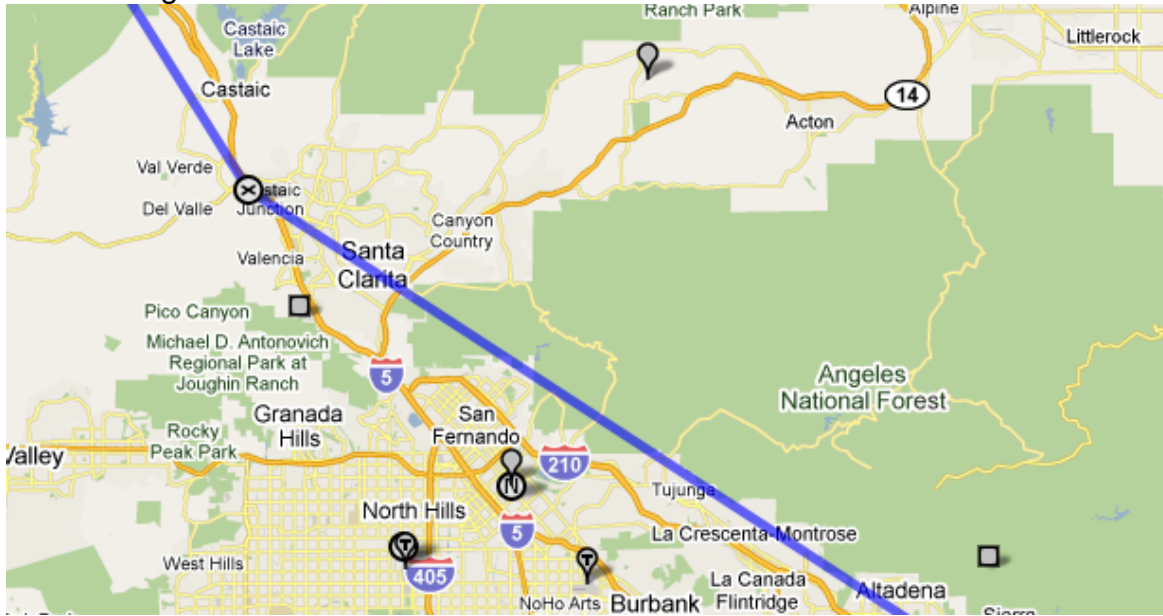 Ranch Park
Alpine
Littlerock
Castaic
Lake
Castaic
14
Acton
Val Verde
Del Valle
Junction
Canyon
Country
Santa
Clarita
Valencia
Pico Canyon
Michael D. Antonovich
Regional Park at
Joughin Ranch
5
Angeles
National Forest
Granada
Hills
San
Fernando
Rocky
Peak Park
Valley
210
Tujunga
North Hills
N
5
La Crescenta-Montrose
West Hills
T
405
T
NoHo Arts
Burbank
La Canada
Flintridge
Altadena